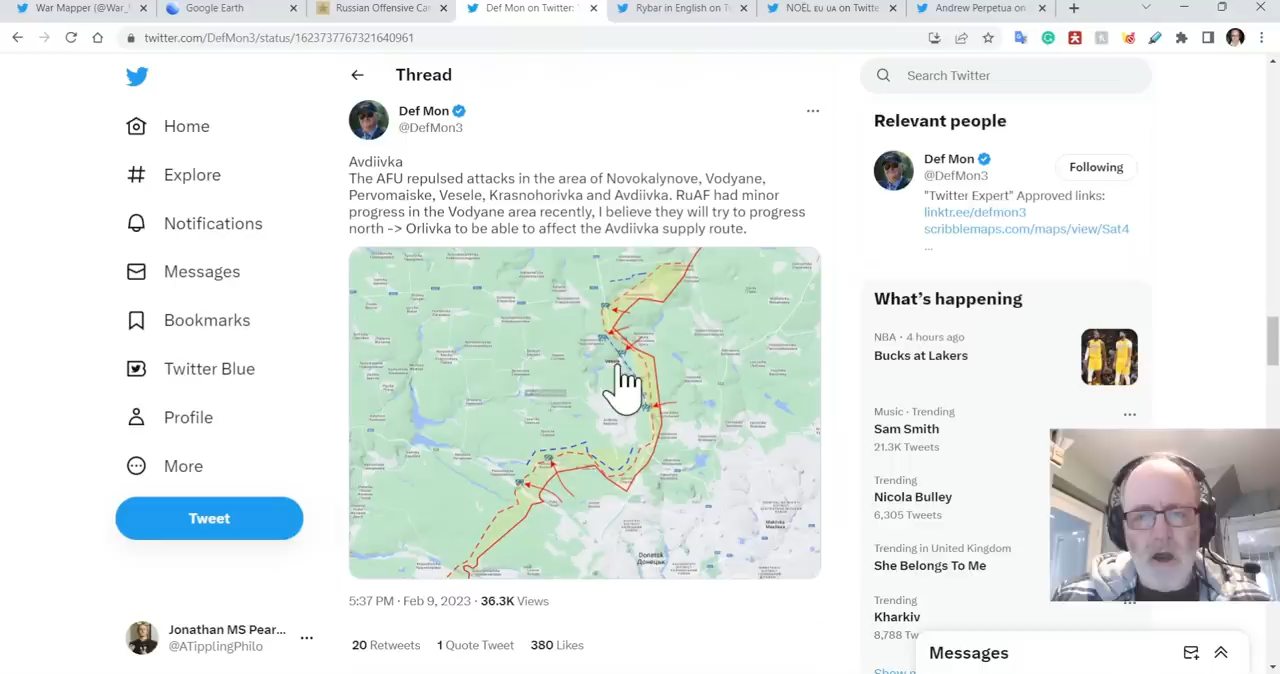 War Mapper (@War_
Google Earth
Russian Offensive Ca
Def Mon on Twitter:
Rybar in English on T
NOËL EU UA on Twitte
Andrew Perpetua on
twitter.com/DefMon3/status/1623737767321640961
Thread
Search Twitter
Home
Explore
Notifications
Messages
Bookmarks
Twitter Blue
Profile
More
Tweet
Jonathan MS Pear...
@ATipplingPhilo
Def Mon
@DefMon3
Avdiivka
The AFU repulsed attacks in the area of Novokalynove, Vodyane,
Pervomaiske, Vesele, Krasnohorivka and Avdiivka. RuAF had minor
progress in the Vodyane area recently, I believe they will try to progress
north -> Orlivka to be able to affect the Avdiivka supply route.
Donetsk
Донецьк
5:37 PM · Feb 9, 2023 · 36.3K Views
20 Retweets 1 Quote Tweet 380 Likes
Relevant people
Def Mon
@DefMon3
Following
"Twitter Expert" Approved links:
linktr.ee/defmon3
scribblemaps.com/maps/view/Sat4
...
What's happening
NBA · 4 hours ago
Bucks at Lakers
Music · Trending
Sam Smith
21.3K Tweets
Trending
Nicola Bulley
6,305 Tweets
Trending in United Kingdom
She Belongs To Me
Trending
Kharkiv
8,788 Tw
Messages